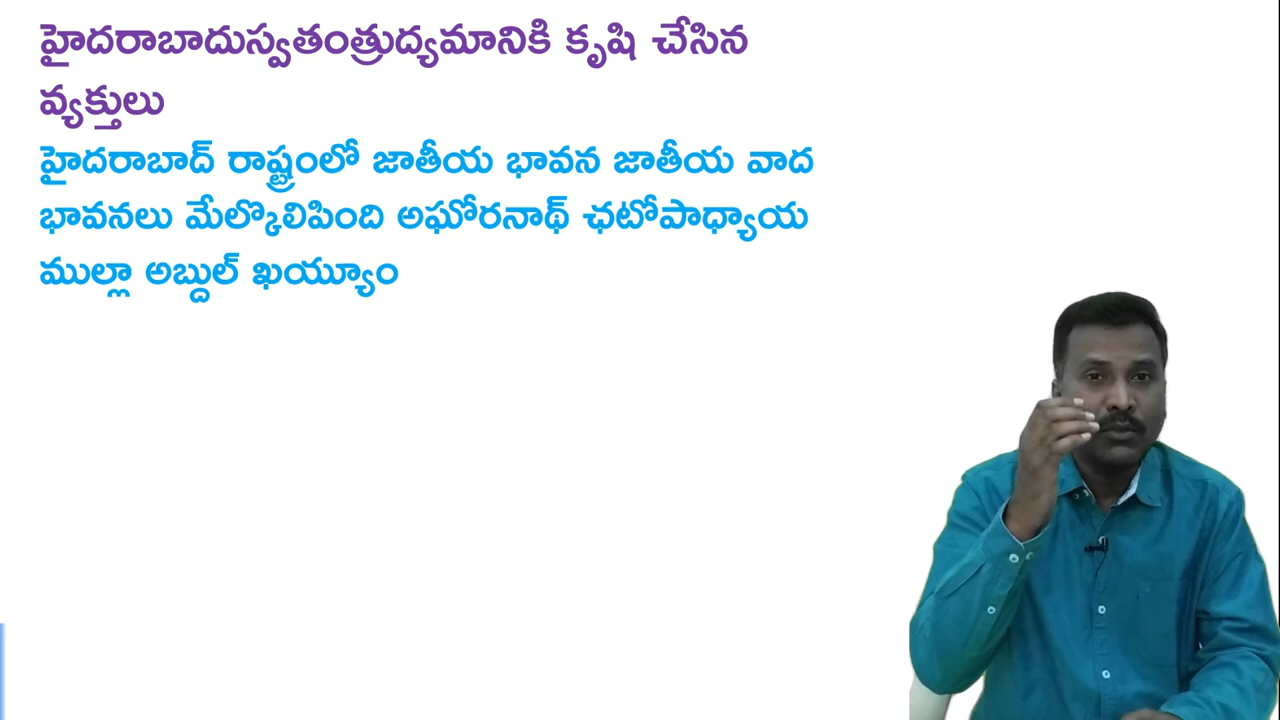 హైదరాబాదుస్వతంత్రుద్యమానికి కృషి చేసిన
వ్యక్తులు
హైదరాబాద్ రాష్ట్రంలో జాతీయ భావన జాతీయ వాద
భావనలు మేల్కొలిపింది అఘోరనాథ్ ఛటోపాధ్యాయ
ముల్లా అబ్దుల్ ఖయ్యూం